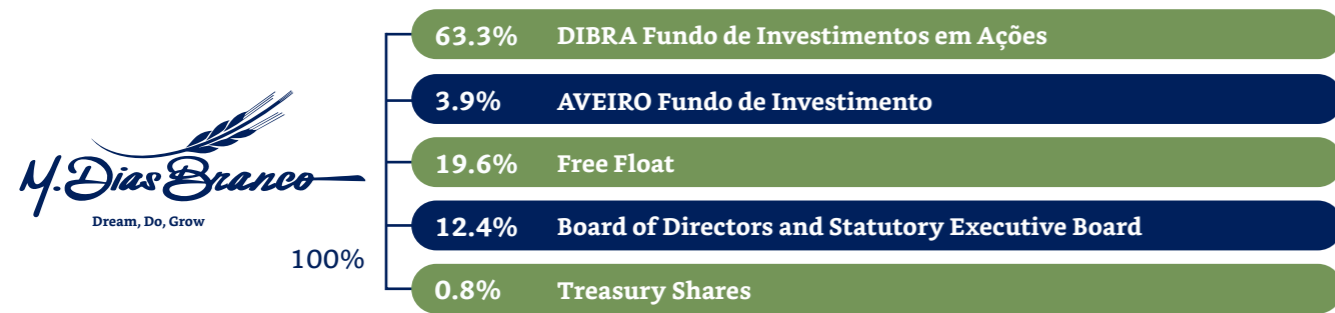 63.3% DIBRA Fundo de Investimentos em Ações
3.9% AVEIRO Fundo de Investimento
19.6% Free Float
M. Dias Branco
12.4% Board of Directors and Statutory Executive Board
Dream, Do, Grow
100%
0.8% Treasury Shares